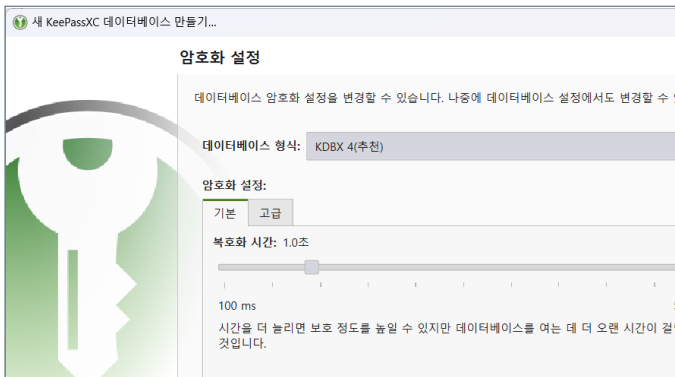 새 KeePassXC 데이터베이스 만들기...
암호화 설정
데이터베이스 암호화 설정을 변경할 수 있습니다. 나중에 데이터베이스 설정에서도 변경할 수
데이터베이스 형식: KDBX 4(추천)
암호화 설정:
기본 고급
복호화 시간: 1.0초
100 ms
시간을 더 늘리면 보호 정도를 높일 수 있지만 데이터베이스를 여는 데 더 오랜 시간이
것입니다.